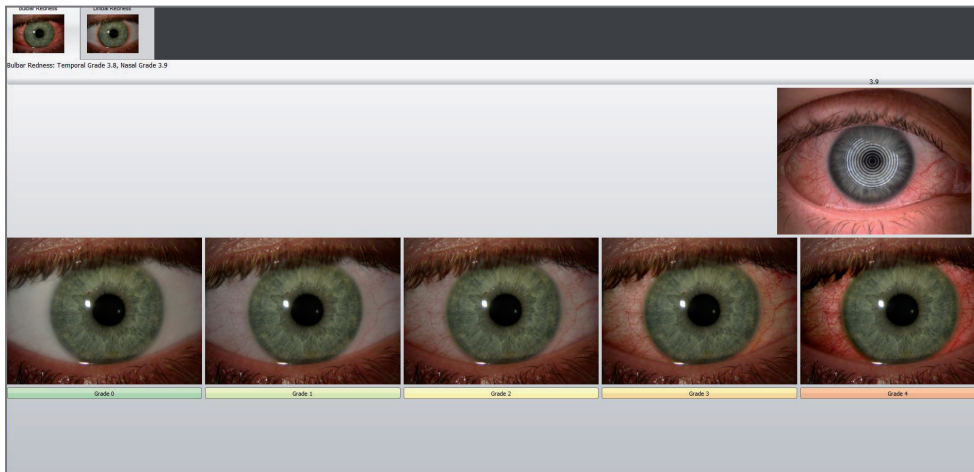 Bulbar Redness
Limbal Redness
Bulbar Redness: Temporal Grade 3.8, Nasal Grade 3.9
3.9
Grade 0
Grade 1
Grade 2
Grade 3
Grade 4